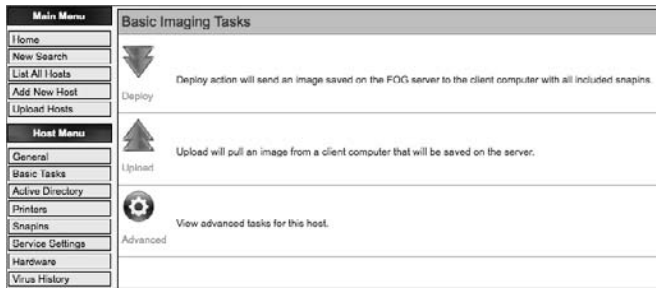 Main Menu
Home
New Search
List All Hosts
Add New Host
Upload Hosts
Host Menu
General
Basic Tasks
Active Directory
Printers
Snapins
Service Settings
Hardware
Virus History
Basic Imaging Tasks
Deploy
Deploy action will send an image saved on the FOG server to the client computer with all included snapins.
Upload
Upload will pull an image from a client computer that will be saved on the server.
Advanced
View advanced tasks for this host.